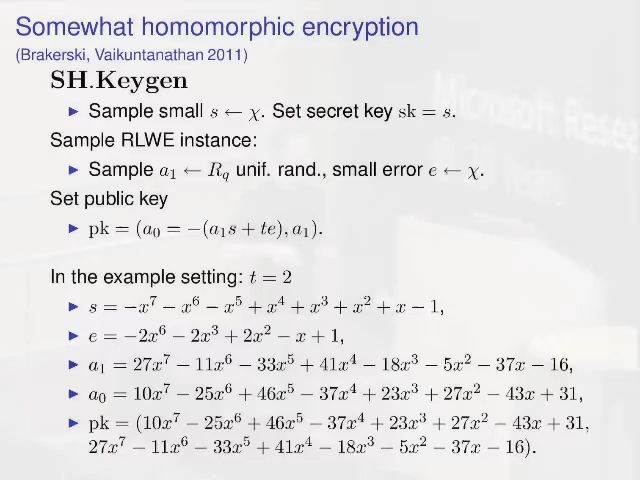 Somewhat homomorphic encryption
(Brakerski, Vaikuntanathan 2011)
SH.Keygen
▶ Sample small s ← χ. Set secret key sk = s.
Sample RLWE instance:
▶ Sample a₁ ← R_q unif. rand., small error e ← χ.
Set public key
▶ pk = (a₀ = −(a₁s + te), a₁).
In the example setting: t = 2
▶ s = −x⁷ − x⁶ − x⁵ + x⁴ + x³ + x² + x − 1,
▶ e = −2x⁶ − 2x³ + 2x² − x + 1,
▶ a₁ = 27x⁷ − 11x⁶ − 33x⁵ + 41x⁴ − 18x³ − 5x² − 37x − 16,
▶ a₀ = 10x⁷ − 25x⁶ + 46x⁵ − 37x⁴ + 23x³ + 27x² − 43x + 31,
▶ pk = (10x⁷ − 25x⁶ + 46x⁵ − 37x⁴ + 23x³ + 27x² − 43x + 31,
27x⁷ − 11x⁶ − 33x⁵ + 41x⁴ − 18x³ − 5x² − 37x − 16).
Microsoft Resea